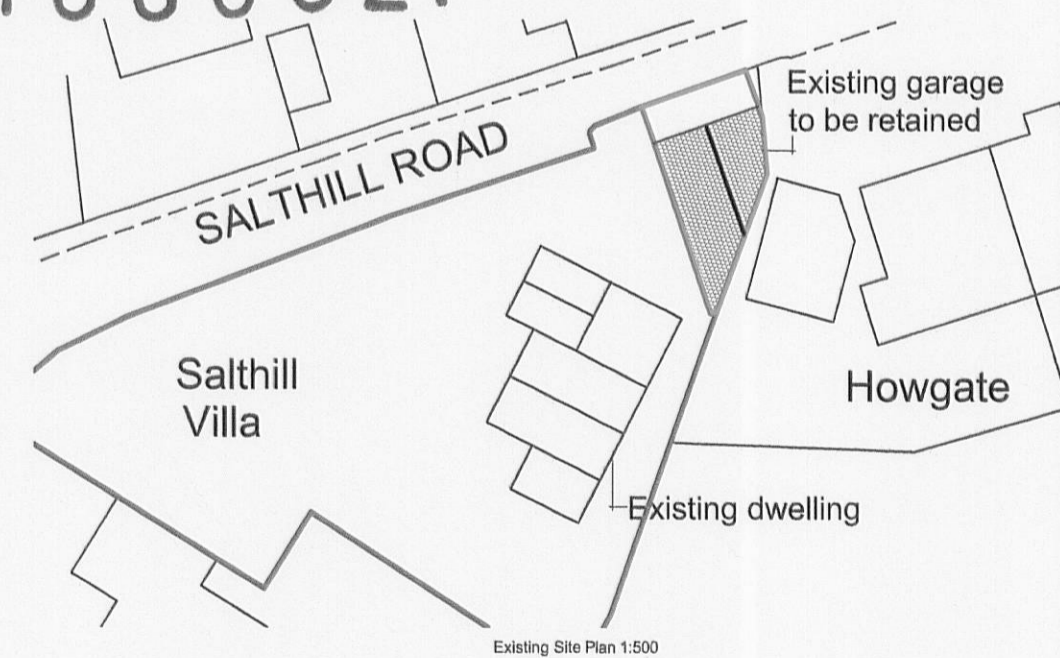 Existing garage
to be retained
SALTHILL ROAD
Salthill
Villa
Howgate
Existing dwelling
Existing Site Plan 1:500